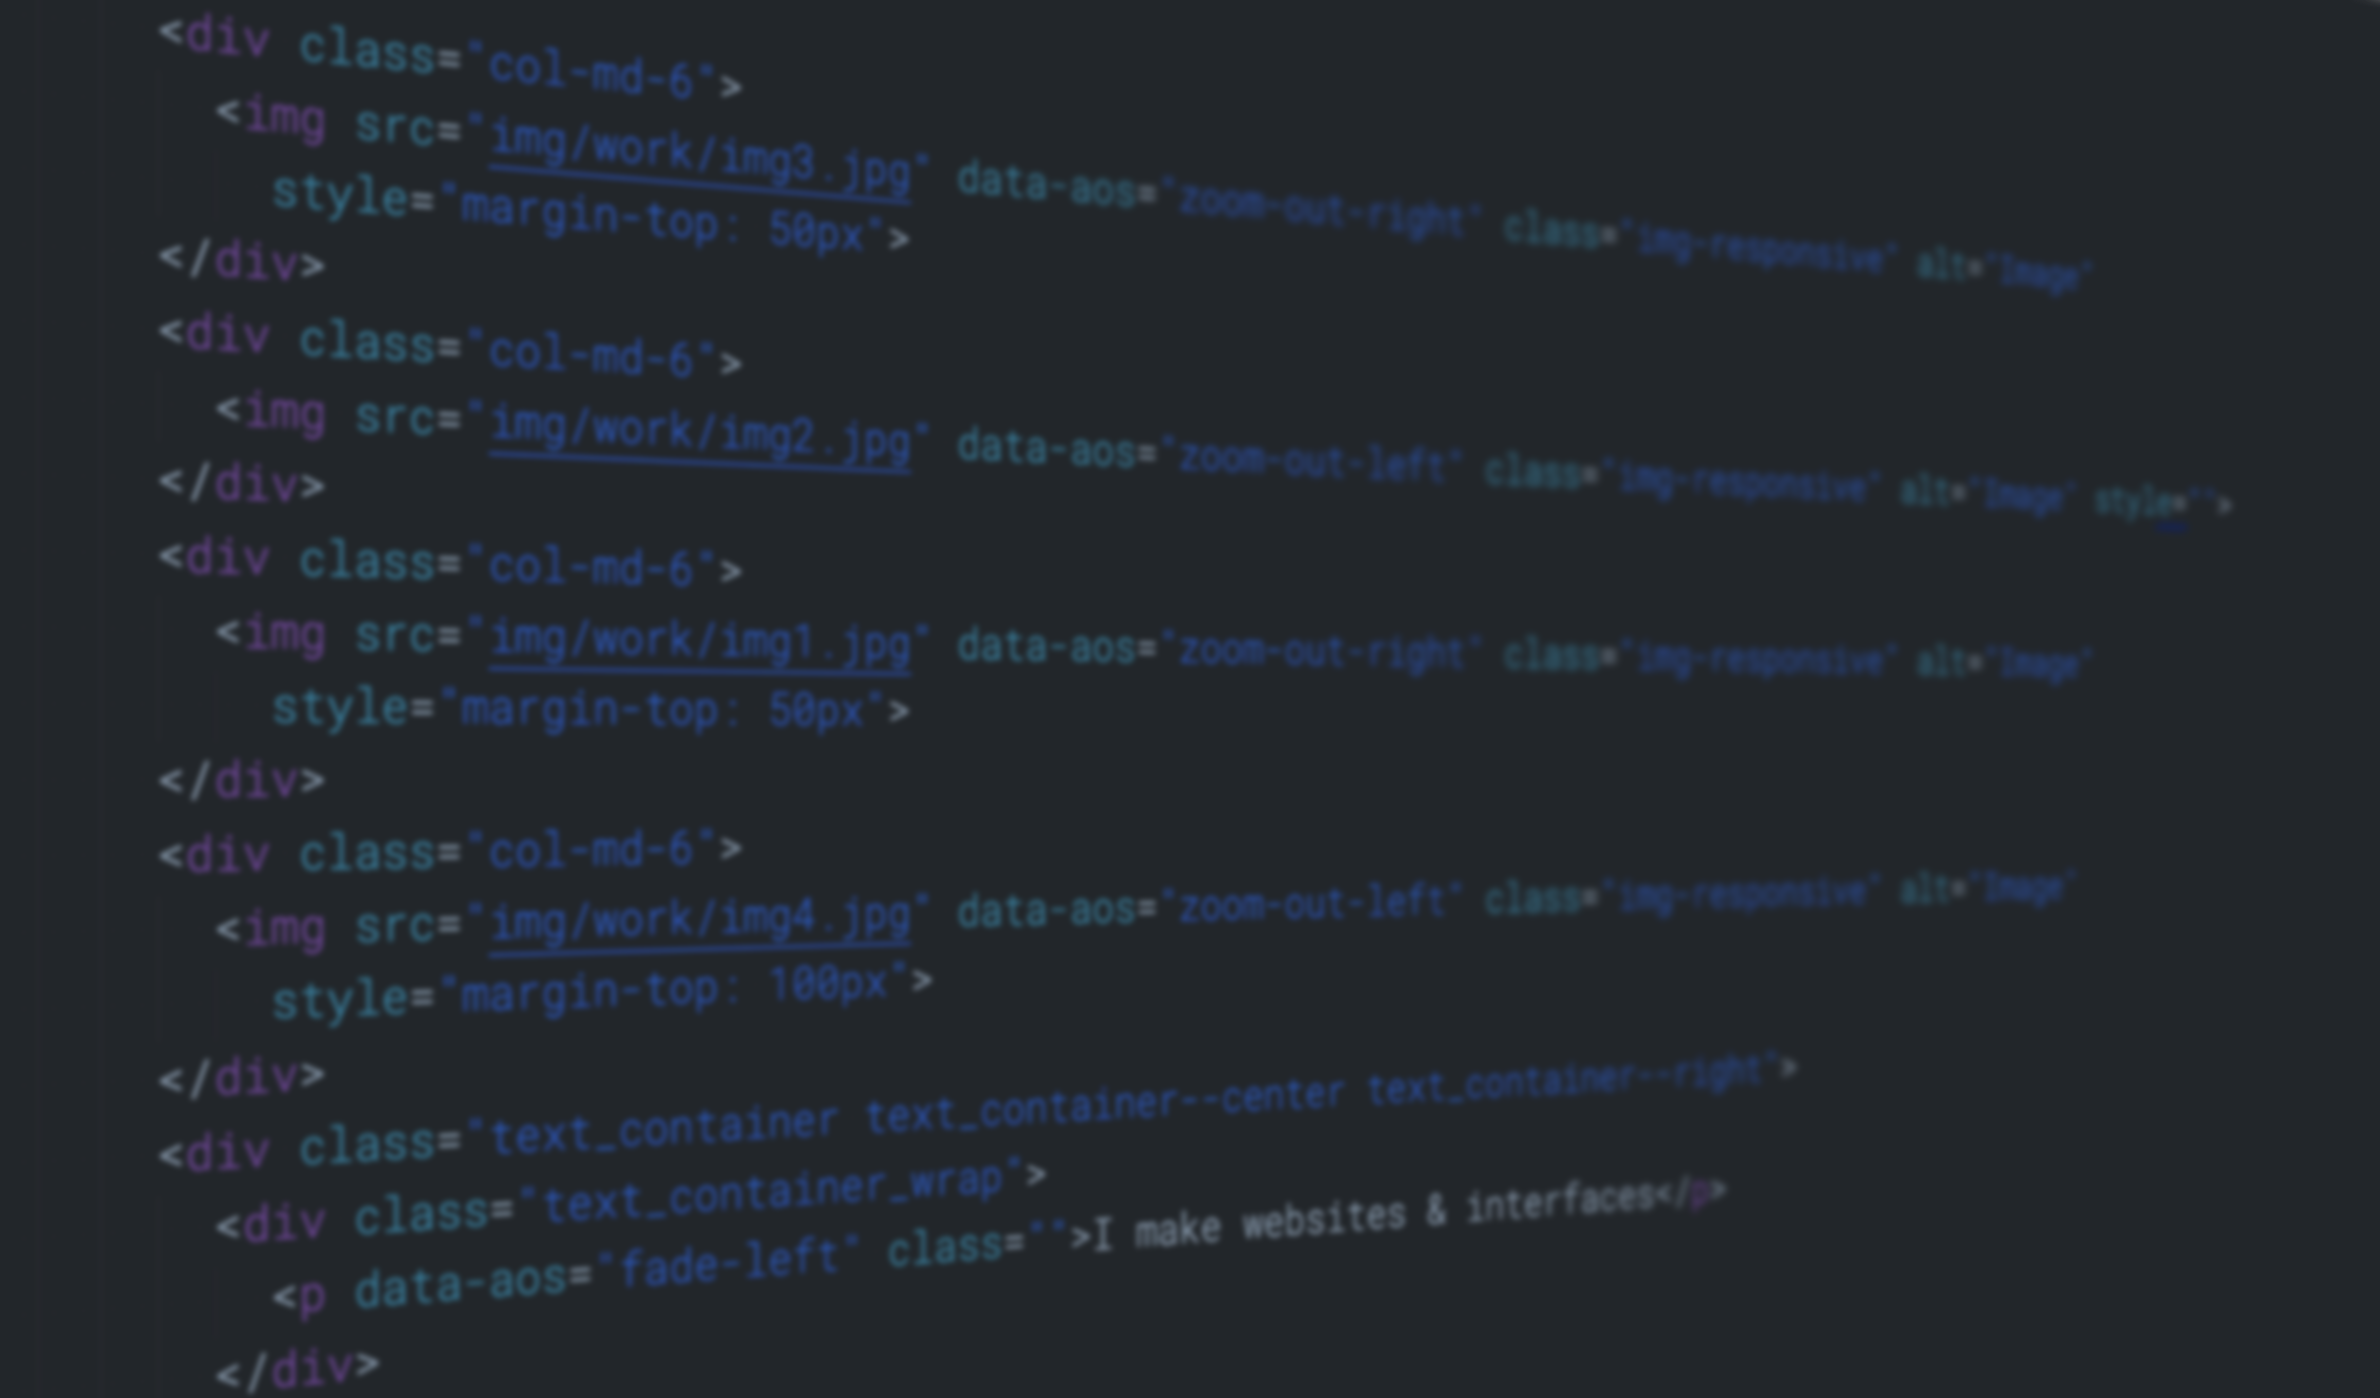 <div class="col-md-6">
<img src="img/work/img3.jpg" data-aos="zoom-out-right" class="img-responsive" alt="Image"
style="margin-top: 50px">
</div>
<div class="col-md-6">
<img src="img/work/img2.jpg" data-aos="zoom-out-left" class="img-responsive" alt="Image" style="">
</div>
<div class="col-md-6">
<img src="img/work/img1.jpg" data-aos="zoom-out-right" class="img-responsive" alt="Image"
style="margin-top: 50px">
</div>
<div class="col-md-6">
<img src="img/work/img4.jpg" data-aos="zoom-out-left" class="img-responsive" alt="Image"
style="margin-top: 100px">
</div>
<div class="text_container text_container--center text_container--right">
<div class="text_container_wrap">
<p data-aos="fade-left" class="">I make websites & interfaces</p>
</div>